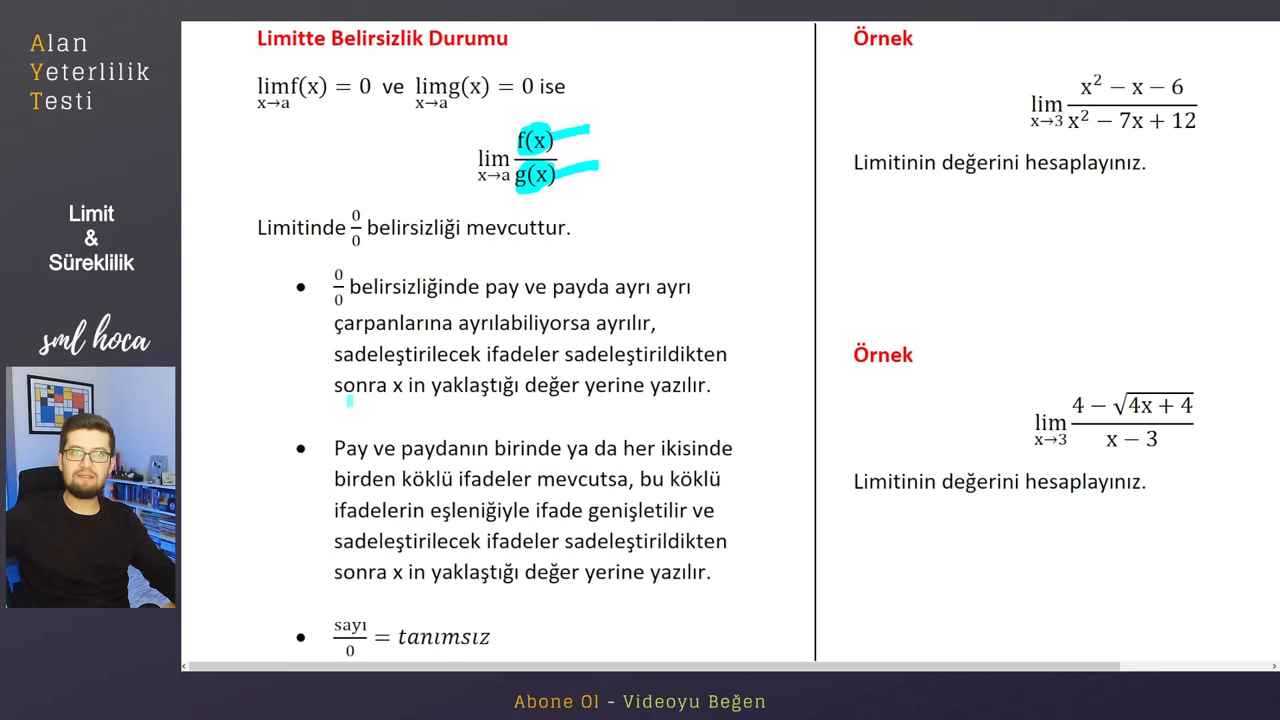 Alan
Yeterlilik
Testi
Limit
&
Süreklilik
sml hoca
Limitte Belirsizlik Durumu
lim f(x) = 0 ve lim g(x) = 0 ise
x→a x→a
lim f(x)/g(x)
x→a
Limitinde 0/0 belirsizliği mevcuttur.
• 0/0 belirsizliğinde pay ve payda ayrı ayrı
çarpanlarına ayrılabiliyorsa ayrılır,
sadeleştirilecek ifadeler sadeleştirildikten
sonra x in yaklaştığı değer yerine yazılır.
• Pay ve paydanın birinde ya da her ikisinde
birden köklü ifadeler mevcutsa, bu köklü
ifadelerin eşleniğiyle ifade genişletilir ve
sadeleştirilecek ifadeler sadeleştirildikten
sonra x in yaklaştığı değer yerine yazılır.
• sayı/0 = tanımsız
Örnek
lim (x² − x − 6)/(x² − 7x + 12)
x→3
Limitinin değerini hesaplayınız.
Örnek
lim (4 − √(4x + 4))/(x − 3)
x→3
Limitinin değerini hesaplayınız.
Abone Ol - Videoyu Beğen